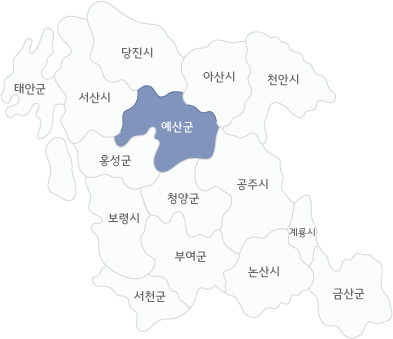 당진시
아산시
천안시
태안군
서산시
예산군
홍성군
공주시
청양군
보령시
계룡시
부여군
논산시
서천군
금산군